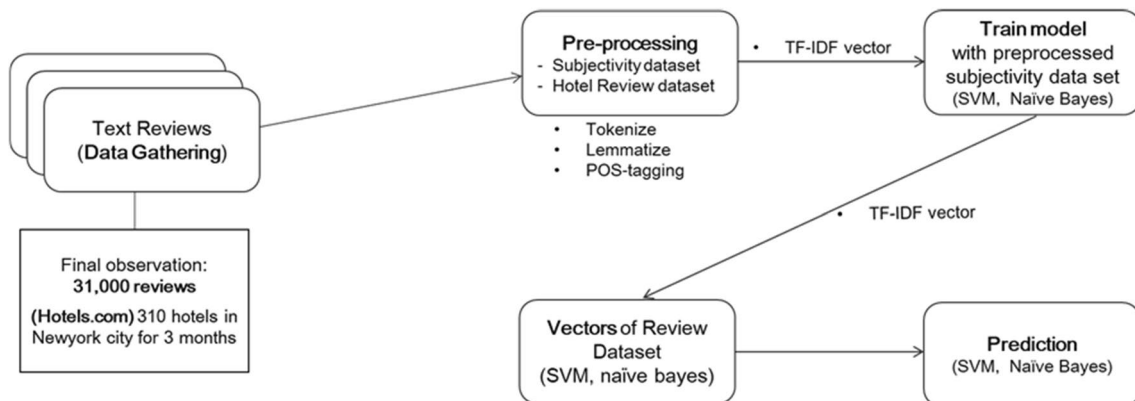 Text Reviews
(Data Gathering)
Final observation:
31,000 reviews
(Hotels.com) 310 hotels in
Newyork city for 3 months
Pre-processing
- Subjectivity dataset
- Hotel Review dataset
• Tokenize
• Lemmatize
• POS-tagging
• TF-IDF vector
Train model
with preprocessed
subjectivity data set
(SVM, Naïve Bayes)
• TF-IDF vector
Vectors of Review
Dataset
(SVM, naïve bayes)
Prediction
(SVM, Naïve Bayes)